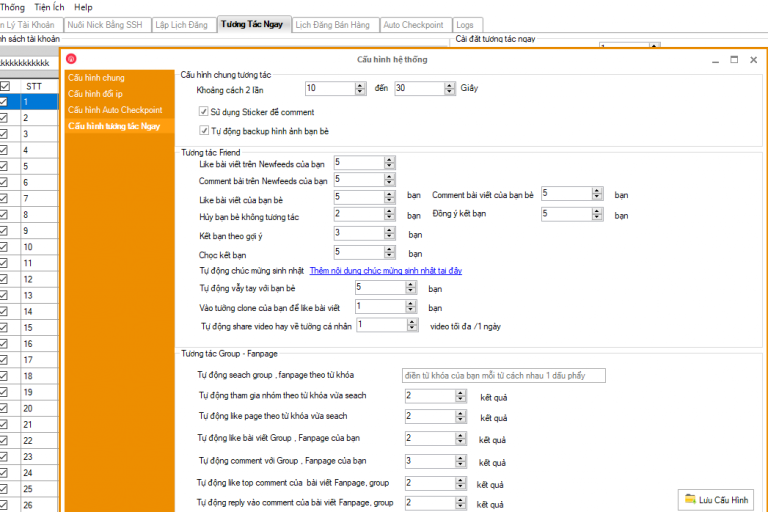 Thống Tiện Ích Help
n Lý Tài Khoản Nuôi Nick Bằng SSH Lập Lịch Đăng Tương Tác Ngay Lịch Đăng Bán Hàng Auto Checkpoint Logs
nh sách tài khoản Cài đặt tương tác ngay
kkkkkkkkkkkk Cấu hình hệ thống
STT
1
2
3
4
5
6
7
8
9
10
11
12
13
14
15
16
17
18
19
20
21
22
23
24
25
26
Cấu hình chung
Cấu hình đổi ip
Cấu hình Auto Checkpoint
Cấu hình tương tác Ngay
Cấu hình chung tương tác
Khoảng cách 2 lần 10 đến 30 Giây
Sử dụng Sticker để comment
Tự động backup hình ảnh bạn bè
Tương tác Friend
Like bài viết trên Newfeeds của bạn 5
Comment bài trên Newfeeds của bạn 5
Like bài viết của bạn bè 5 bạn Comment bài viết của bạn bè 5 bạn
Hủy bạn bè không tương tác 2 bạn Đồng ý kết bạn 5 bạn
Kết bạn theo gợi ý 3 bạn
Chọc kết bạn 5 bạn
Tự động chúc mừng sinh nhật Thêm nội dung chúc mừng sinh nhật tại đây
Tự động vẫy tay với bạn bè 5 bạn
Vào tường clone của bạn để like bài viết 1 bạn
Tự động share video hay về tường cá nhân 1 video tối đa /1 ngày
Tương tác Group - Fanpage
Tự động seach group , fanpage theo từ khóa điền từ khóa của bạn mỗi từ cách nhau 1 dấu phẩy
Tự động tham gia nhóm theo từ khóa vừa seach 2 kết quả
Tự động like page theo từ khóa vừa seach 2 kết quả
Tự động like bài viết Group , Fanpage của bạn 2 kết quả
Tự động comment với Group , Fanpage của bạn 3 kết quả
Tự động like top comment của bài viết Fanpage, group 2 kết quả
Tự động reply vào comment của bài viết Fanpage, group 2 kết quả
Lưu Cấu Hình